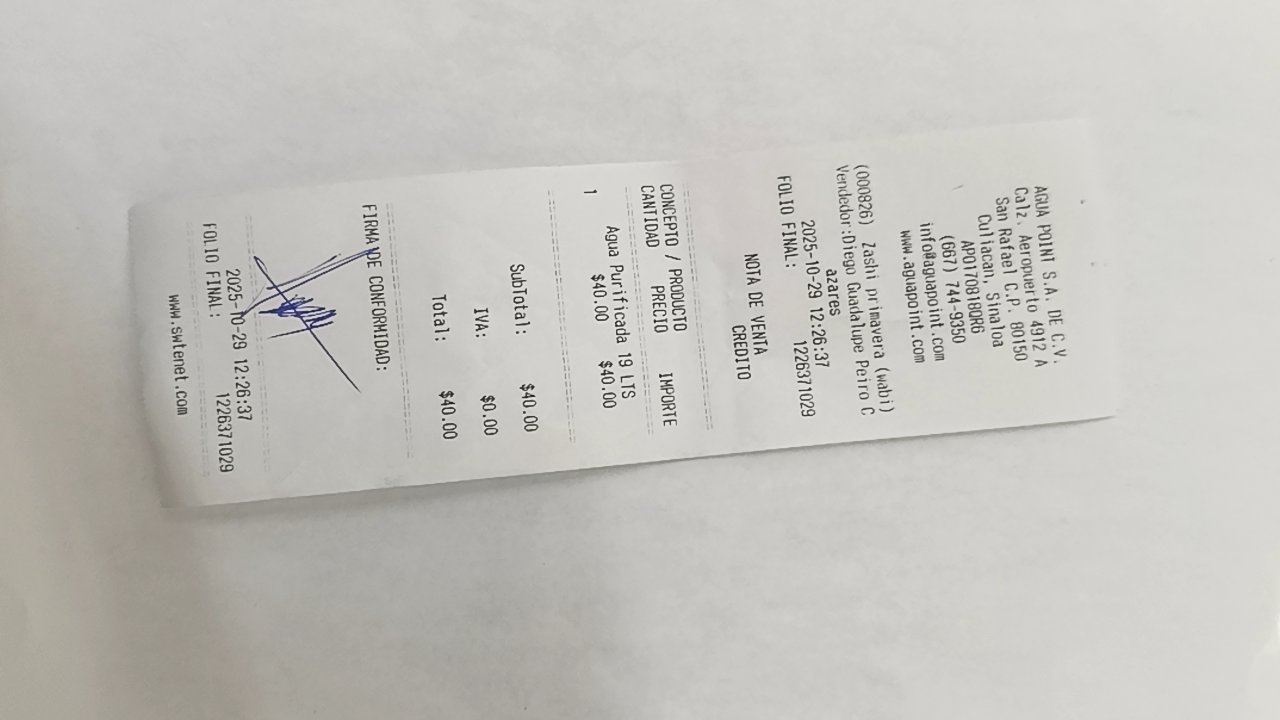 AGUA POINT S.A. DE C.V.
Calz. Aeropuerto 4912 A
San Rafael C.P. 80150
Culiacan, Sinaloa
APO170818QR6
(667) 744-9350
info@aguapoint.com
www.aguapoint.com
(000826) Zashi primavera (wabi)
Vendedor:Diego Guadalupe Peiro C
azares
2025-10-29 12:26:37
FOLIO FINAL: 1226371029
NOTA DE VENTA
CREDITO
CONCEPTO / PRODUCTO
CANTIDAD PRECIO IMPORTE
Agua Purificada 19 LTS
1 $40.00 $40.00
SubTotal: $40.00
IVA: $0.00
Total: $40.00
FIRMA DE CONFORMIDAD:
2025-10-29 12:26:37
FOLIO FINAL: 1226371029
www.swtenet.com